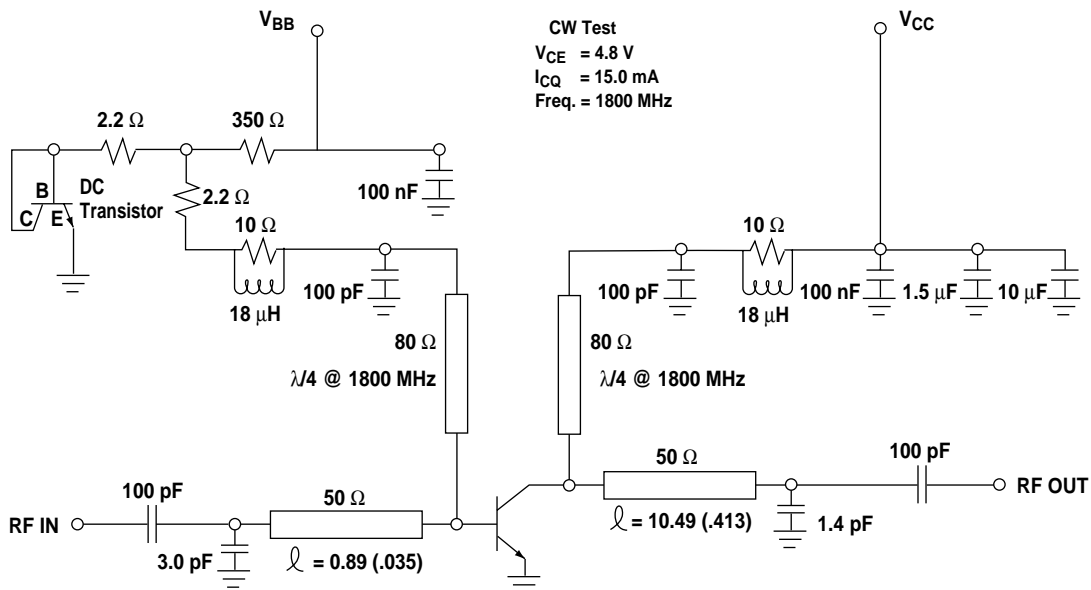 V_BB
V_CC
CW Test
V_CE = 4.8 V
I_CQ = 15.0 mA
Freq. = 1800 MHz
2.2 Ω
350 Ω
B
C
E
DC
Transistor
2.2 Ω
100 nF
10 Ω
18 μH
100 pF
80 Ω
λ/4 @ 1800 MHz
10 Ω
18 μH
100 pF
100 nF
1.5 μF
10 μF
80 Ω
λ/4 @ 1800 MHz
RF IN
100 pF
3.0 pF
50 Ω
ℓ = 0.89 (.035)
50 Ω
ℓ = 10.49 (.413)
1.4 pF
100 pF
RF OUT